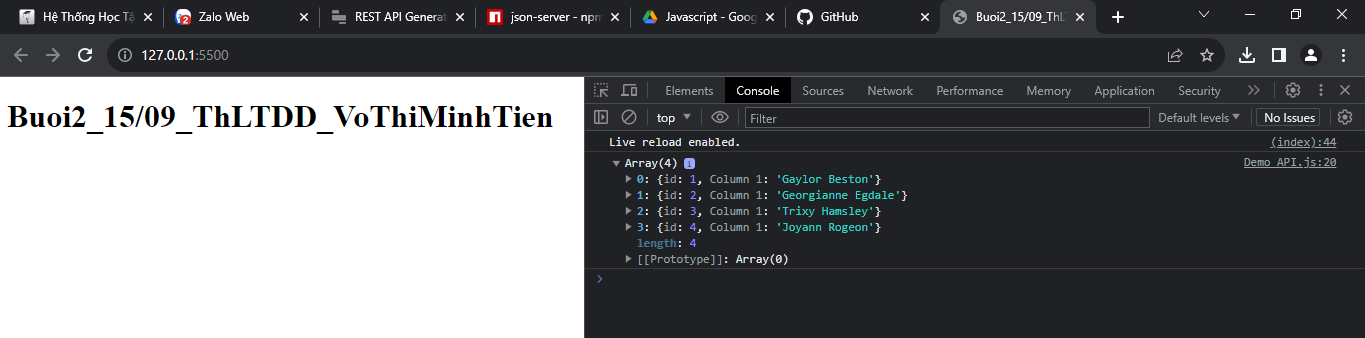 Hệ Thống Học Tậ
Zalo Web
REST API Generat
json-server - npm
Javascript - Goog
GitHub
Buoi2_15/09_ThLT
127.0.0.1:5500
Buoi2_15/09_ThLTDD_VoThiMinhTien
Elements Console Sources Network Performance Memory Application Security
top Filter Default levels No Issues
Live reload enabled. (index):44
Array(4) i Demo API.js:20
0: {id: 1, Column 1: 'Gaylor Beston'}
1: {id: 2, Column 1: 'Georgianne Egdale'}
2: {id: 3, Column 1: 'Trixy Hamsley'}
3: {id: 4, Column 1: 'Joyann Rogeon'}
length: 4
[[Prototype]]: Array(0)